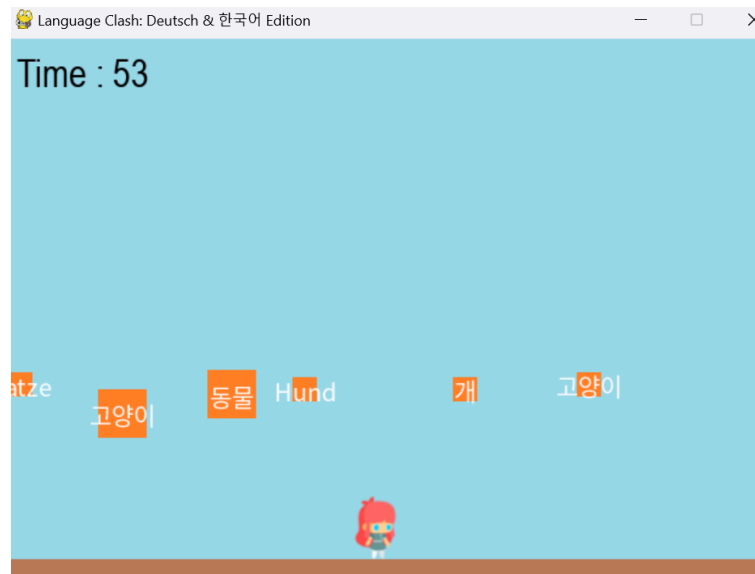 Language Clash: Deutsch & 한국어 Edition
Time : 53
atze
고양이
동물
Hund
개
고양이